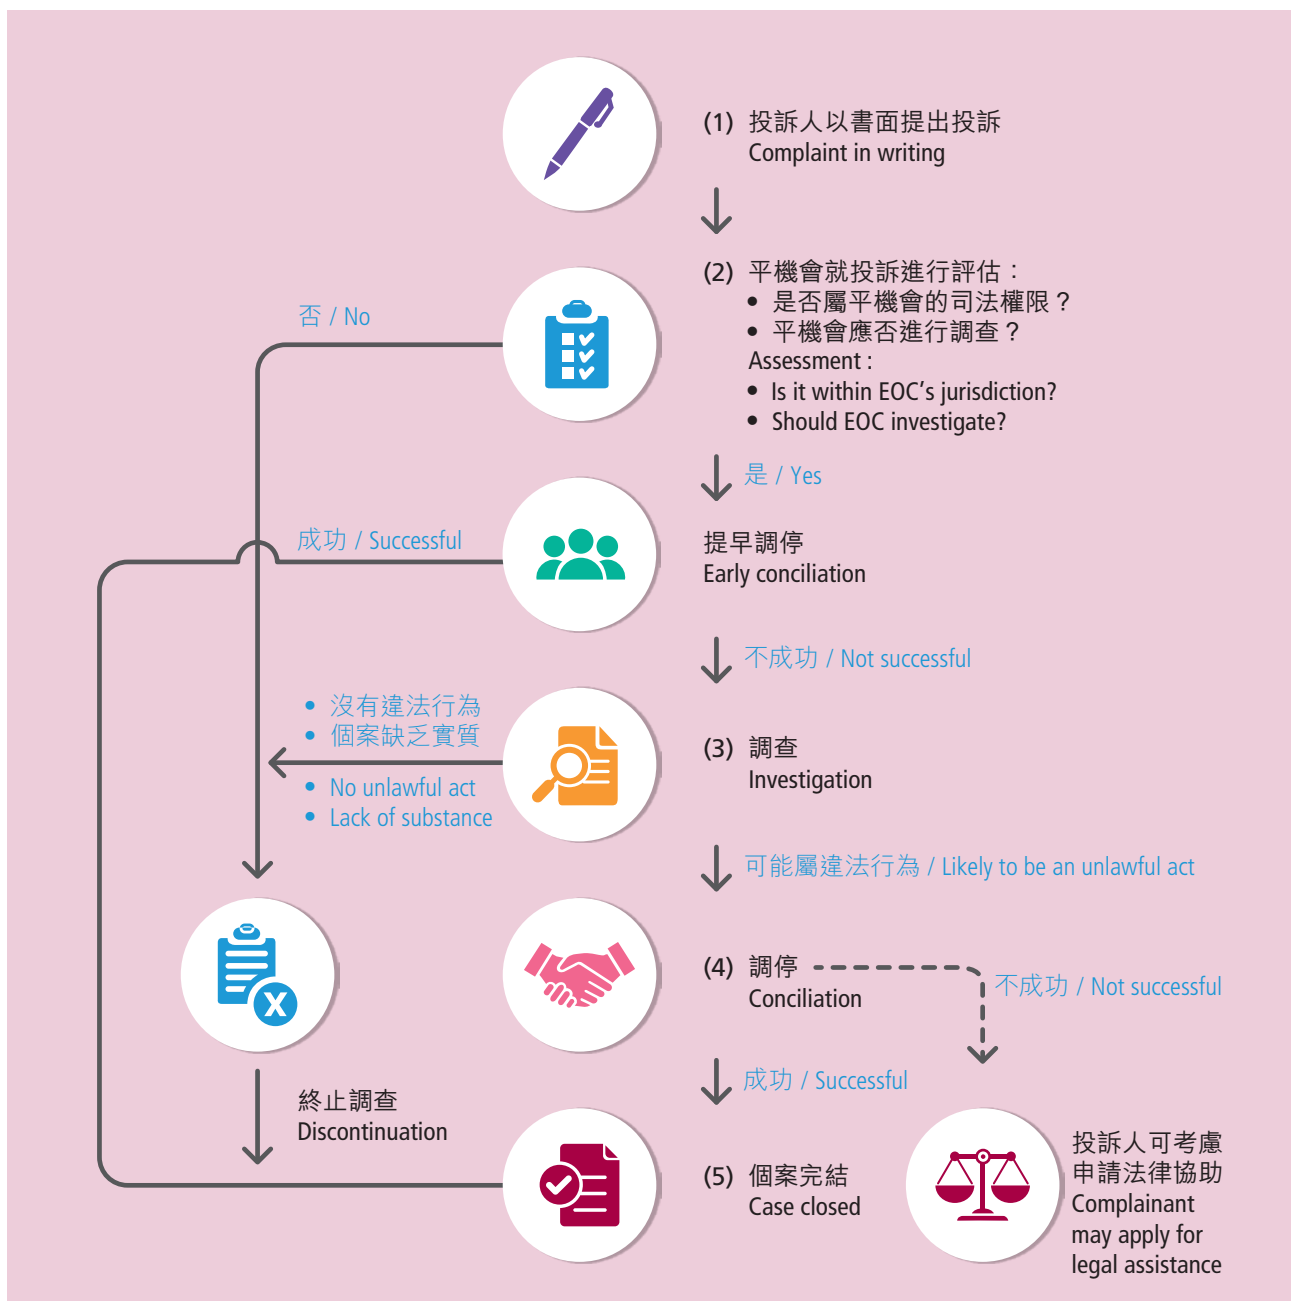 (1) 投訴人以書面提出投訴
Complaint in writing
(2) 平機會就投訴進行評估：
• 是否屬平機會的司法權限？
• 平機會應否進行調查？
Assessment :
• Is it within EOC’s jurisdiction?
• Should EOC investigate?
否 / No
是 / Yes
提早調停
Early conciliation
成功 / Successful
不成功 / Not successful
(3) 調查
Investigation
• 沒有違法行為
• 個案缺乏實質
• No unlawful act
• Lack of substance
可能屬違法行為 / Likely to be an unlawful act
(4) 調停
Conciliation
不成功 / Not successful
X
成功 / Successful
終止調查
Discontinuation
(5) 個案完結
Case closed
投訴人可考慮
申請法律協助
Complainant
may apply for
legal assistance